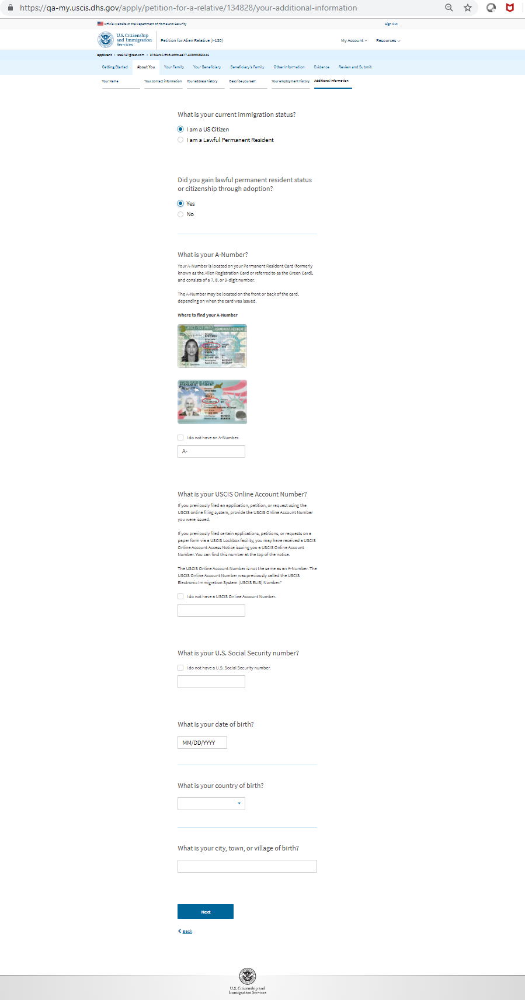 https://qa-my.uscis.dhs.gov/apply/petition-for-a-relative/134828/your-additional-information
Official website of the Department of Homeland Security
Sign Out
U.S. Citizenship
and Immigration
Services
Petition for Alien Relative (I-130)
My Account
Resources
applicant > >
Getting Started About You Your Family Your Beneficiary Beneficiary's Family Other Information Evidence Review and Submit
Your Name Your contact information Your address history Describe yourself Your employment history Additional information
What is your current immigration status?
I am a US Citizen
I am a Lawful Permanent Resident
Did you gain lawful permanent resident status
or citizenship through adoption?
Yes
No
What is your A-Number?
Your A-Number is located on your Permanent Resident Card (formerly
known as the Alien Registration Card or referred to as the Green Card),
and consists of a 7, 8, or 9-digit number.
The A-Number may be located on the front or back of the card,
depending on when the card was issued.
Where to find your A-Number
PERMANENT RESIDENT
SPECIMEN
TEST V
UNITED STATES OF AMERICA
PERMANENT RESIDENT
SPECIMEN
TEST V
I do not have an A-Number.
A-
What is your USCIS Online Account Number?
If you previously filed an application, petition, or request using the
USCIS online filing system, provide the USCIS Online Account Number
you were issued.
If you previously filed certain applications, petitions, or requests on a
paper form via a USCIS Lockbox facility, you may have received a USCIS
Online Account Access Notice issuing you a USCIS Online Account
Number. You can find this number at the top of the notice.
The USCIS Online Account Number is not the same as an A-Number. The
USCIS Online Account Number was previously called the USCIS
Electronic Immigration System (USCIS ELIS) Number."
I do not have a USCIS Online Account Number.
What is your U.S. Social Security number?
I do not have a U.S. Social Security number.
What is your date of birth?
MM/DD/YYYY
What is your country of birth?
What is your city, town, or village of birth?
Next
Back
U.S. Citizenship and
Immigration Services